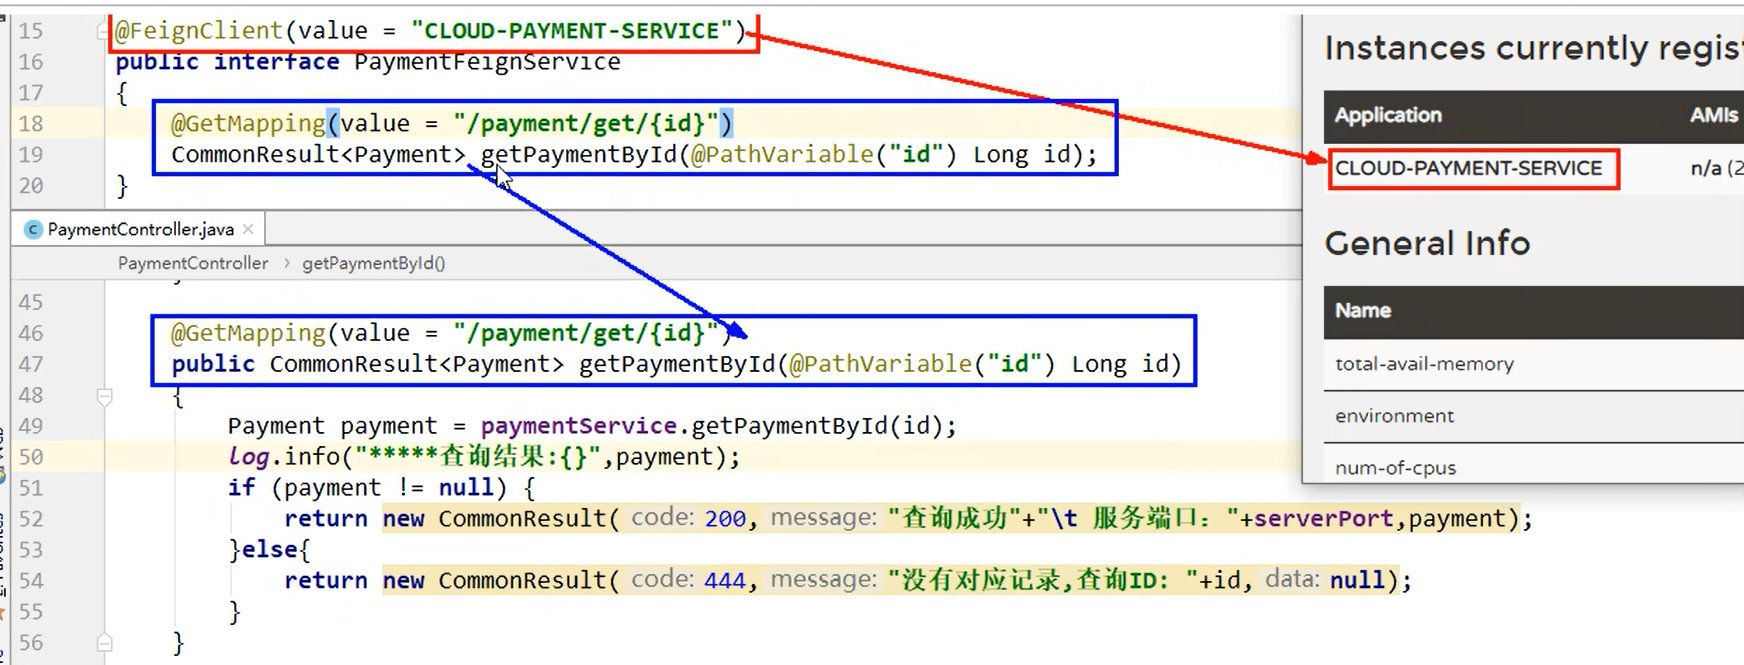 15 @FeignClient(value = "CLOUD-PAYMENT-SERVICE")
16 public interface PaymentFeignService
17 {
18 @GetMapping(value = "/payment/get/{id}")
19 CommonResult<Payment> getPaymentById(@PathVariable("id") Long id);
20 }
Instances currently regist
Application AMIs
CLOUD-PAYMENT-SERVICE n/a (2
General Info
Name
total-avail-memory
environment
num-of-cpus
PaymentController.java
PaymentController › getPaymentById()
45
46 @GetMapping(value = "/payment/get/{id}")
47 public CommonResult<Payment> getPaymentById(@PathVariable("id") Long id)
48 {
49 Payment payment = paymentService.getPaymentById(id);
50 log.info("*****查询结果:{}",payment);
51 if (payment != null) {
52 return new CommonResult( code: 200, message: "查询成功"+"\t 服务端口: "+serverPort,payment);
53 }else{
54 return new CommonResult( code: 444, message: "没有对应记录,查询ID: "+id, data: null);
55 }
56 }